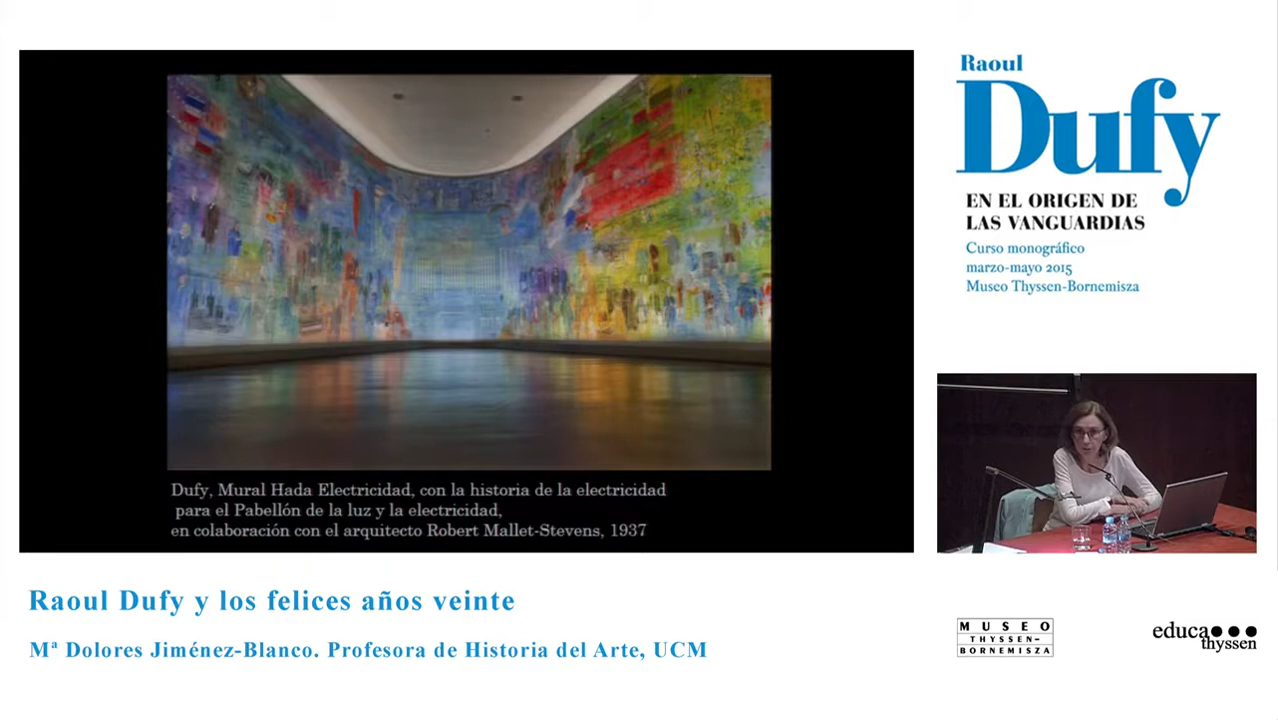 Dufy, Mural Hada Electricidad, con la historia de la electricidad
para el Pabellón de la luz y la electricidad,
en colaboración con el arquitecto Robert Mallet-Stevens, 1937
Raoul
Dufy
EN EL ORIGEN DE
LAS VANGUARDIAS
Curso monográfico
marzo-mayo 2015
Museo Thyssen-Bornemisza
Raoul Dufy y los felices años veinte
Mª Dolores Jiménez-Blanco. Profesora de Historia del Arte, UCM
MUSEO
THYSSEN-
BORNEMISZA
educa
thyssen